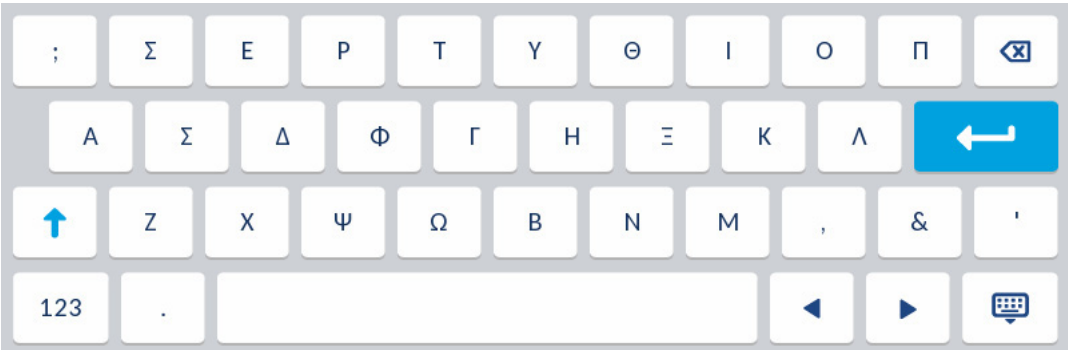 ; Σ Ε Ρ Τ Υ Θ Ι Ο Π
Α Σ Δ Φ Γ Η Ξ Κ Λ
Ζ Χ Ψ Ω Β Ν Μ , & '
123 .